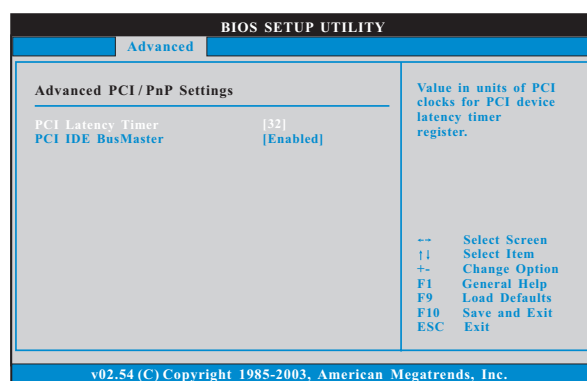 BIOS SETUP UTILITY
Advanced
Advanced PCI / PnP Settings
PCI Latency Timer [32]
PCI IDE BusMaster [Enabled]
Value in units of PCI
clocks for PCI device
latency timer
register.
←→ Select Screen
↑↓ Select Item
+- Change Option
F1 General Help
F9 Load Defaults
F10 Save and Exit
ESC Exit
v02.54 (C) Copyright 1985-2003, American Megatrends, Inc.